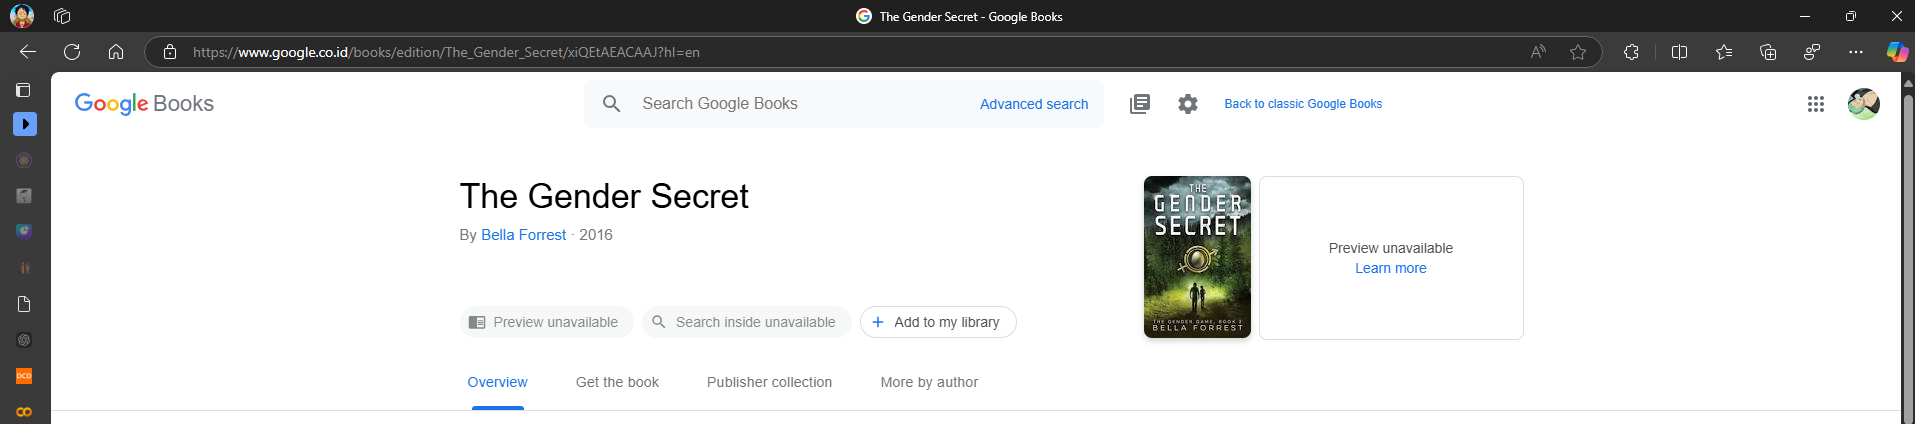 The Gender Secret - Google Books
https://www.google.co.id/books/edition/The_Gender_Secret/xiQEtAEACAAJ?hl=en
Google Books
Search Google Books
Advanced search
Back to classic Google Books
The Gender Secret
By Bella Forrest · 2016
THE
GENDER
SECRET
THE GENDER GAME, BOOK 2
BELLA FORREST
Preview unavailable
Learn more
Preview unavailable
Search inside unavailable
Add to my library
Overview
Get the book
Publisher collection
More by author
DCD